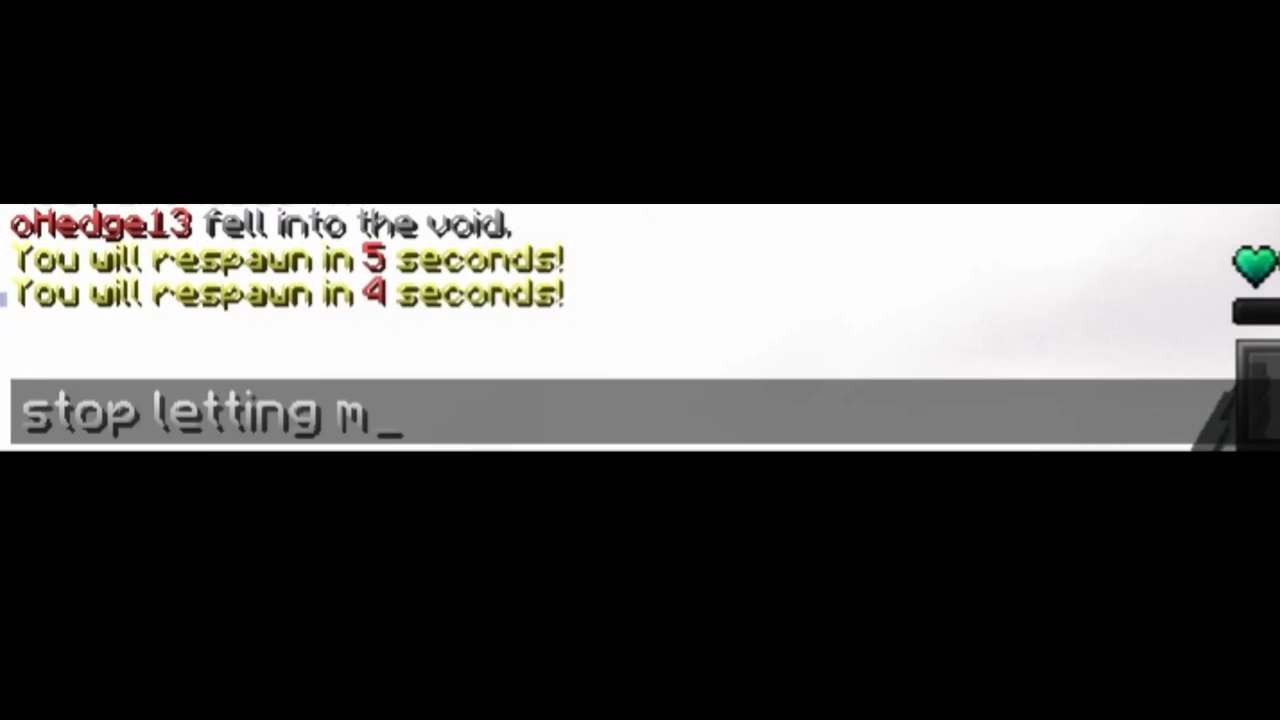 oHedge13 fell into the void.
You will respawn in 5 seconds!
You will respawn in 4 seconds!
stop letting m_